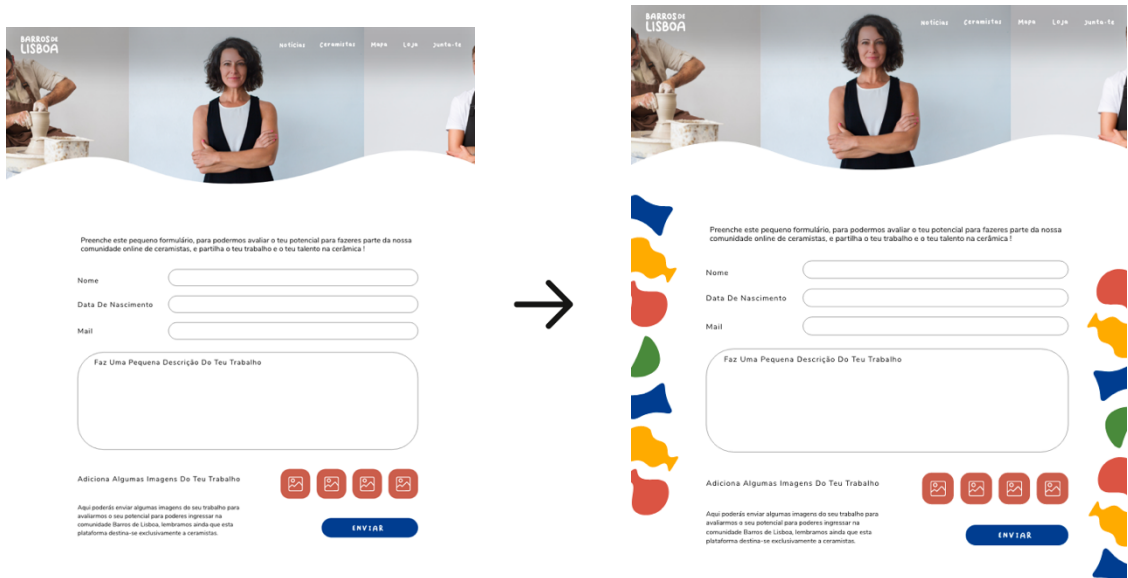 BARROS DE
LISBOA
Notícias Ceramistas Mapa Loja Junta-te
Preenche este pequeno formulário, para podermos avaliar o teu potencial para fazeres parte da nossa
comunidade online de ceramistas, e partilha o teu trabalho e o teu talento na cerâmica !
Nome
Data De Nascimento
Mail
Faz Uma Pequena Descrição Do Teu Trabalho
Adiciona Algumas Imagens Do Teu Trabalho
Aqui poderás enviar algumas imagens do seu trabalho para
avaliarmos o seu potencial para poderes ingressar na
comunidade Barros de Lisboa, lembramos ainda que esta
plataforma destina-se exclusivamente a ceramistas.
ENVIAR
BARROS DE
LISBOA
Notícias Ceramistas Mapa Loja Junta-te
Preenche este pequeno formulário, para podermos avaliar o teu potencial para fazeres parte da nossa
comunidade online de ceramistas, e partilha o teu trabalho e o teu talento na cerâmica !
Nome
Data De Nascimento
Mail
Faz Uma Pequena Descrição Do Teu Trabalho
Adiciona Algumas Imagens Do Teu Trabalho
Aqui poderás enviar algumas imagens do seu trabalho para
avaliarmos o seu potencial para poderes ingressar na
comunidade Barros de Lisboa, lembramos ainda que esta
plataforma destina-se exclusivamente a ceramistas.
ENVIAR